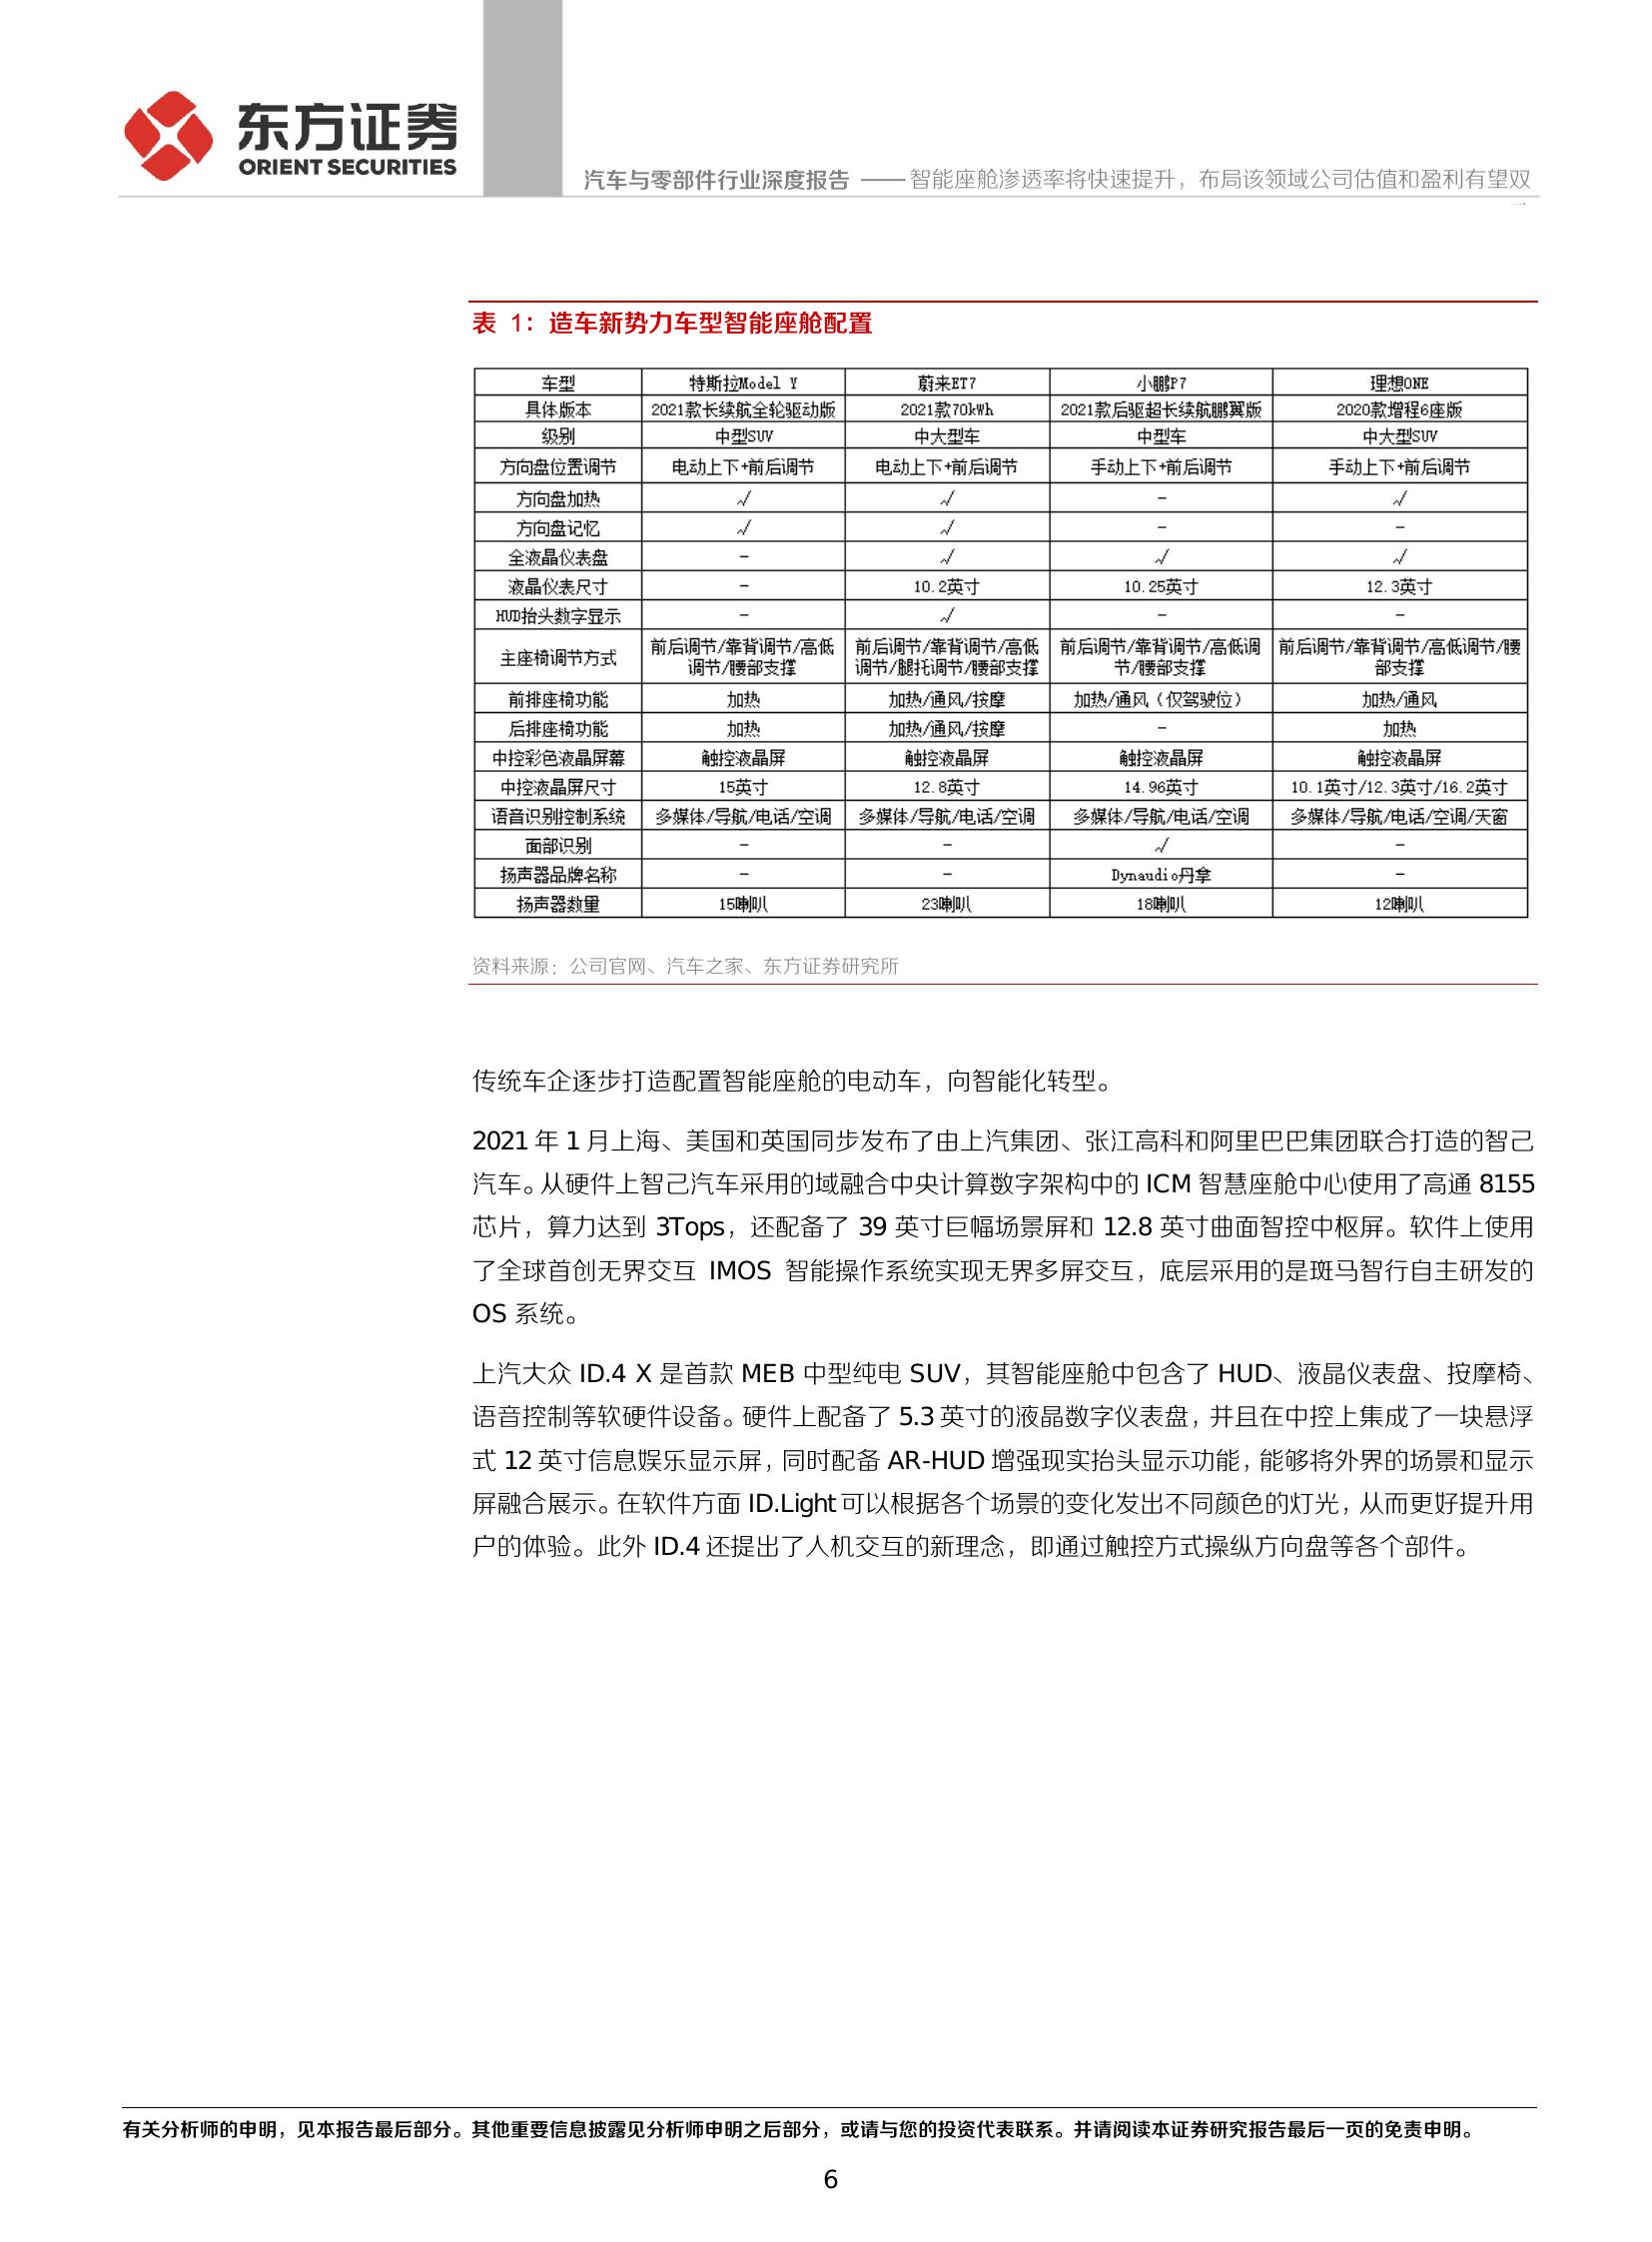 东方证券
ORIENT SECURITIES
汽车与零部件行业深度报告 —— 智能座舱渗透率将快速提升，布局该领域公司估值和盈利有望双
表 1：造车新势力车型智能座舱配置
车型 特斯拉Model Y 蔚来ET7 小鹏P7 理想ONE
具体版本 2021款长续航全轮驱动版 2021款70kWh 2021款后驱超长续航鹏翼版 2020款增程6座版
级别 中型SUV 中大型车 中型车 中大型SUV
方向盘位置调节 电动上下+前后调节 电动上下+前后调节 手动上下+前后调节 手动上下+前后调节
方向盘加热 √ √ - √
方向盘记忆 √ √ - -
全液晶仪表盘 - √ √ √
液晶仪表尺寸 - 10.2英寸 10.25英寸 12.3英寸
HUD抬头数字显示 - √ - -
主座椅调节方式 前后调节/靠背调节/高低调节/腰部支撑 前后调节/靠背调节/高低调节/腿托调节/腰部支撑 前后调节/靠背调节/高低调节/腰部支撑 前后调节/靠背调节/高低调节/腰部支撑
前排座椅功能 加热 加热/通风/按摩 加热/通风（仅驾驶位） 加热/通风
后排座椅功能 加热 加热/通风/按摩 - 加热
中控彩色液晶屏幕 触控液晶屏 触控液晶屏 触控液晶屏 触控液晶屏
中控液晶屏尺寸 15英寸 12.8英寸 14.96英寸 10.1英寸/12.3英寸/16.2英寸
语音识别控制系统 多媒体/导航/电话/空调 多媒体/导航/电话/空调 多媒体/导航/电话/空调 多媒体/导航/电话/空调/天窗
面部识别 - - √ -
扬声器品牌名称 - - Dynaudio丹拿 -
扬声器数量 15喇叭 23喇叭 18喇叭 12喇叭
资料来源：公司官网、汽车之家、东方证券研究所
传统车企逐步打造配置智能座舱的电动车，向智能化转型。
2021 年 1 月上海、美国和英国同步发布了由上汽集团、张江高科和阿里巴巴集团联合打造的智己
汽车。从硬件上智己汽车采用的域融合中央计算数字架构中的 ICM 智慧座舱中心使用了高通 8155
芯片，算力达到 3Tops，还配备了 39 英寸巨幅场景屏和 12.8 英寸曲面智控中枢屏。软件上使用
了全球首创无界交互 IMOS 智能操作系统实现无界多屏交互，底层采用的是斑马智行自主研发的
OS 系统。
上汽大众 ID.4 X 是首款 MEB 中型纯电 SUV，其智能座舱中包含了 HUD、液晶仪表盘、按摩椅、
语音控制等软硬件设备。硬件上配备了 5.3 英寸的液晶数字仪表盘，并且在中控上集成了一块悬浮
式 12 英寸信息娱乐显示屏，同时配备 AR-HUD 增强现实抬头显示功能，能够将外界的场景和显示
屏融合展示。在软件方面 ID.Light 可以根据各个场景的变化发出不同颜色的灯光，从而更好提升用
户的体验。此外 ID.4 还提出了人机交互的新理念，即通过触控方式操纵方向盘等各个部件。
有关分析师的申明，见本报告最后部分。其他重要信息披露见分析师申明之后部分，或请与您的投资代表联系。并请阅读本证券研究报告最后一页的免责申明。
6